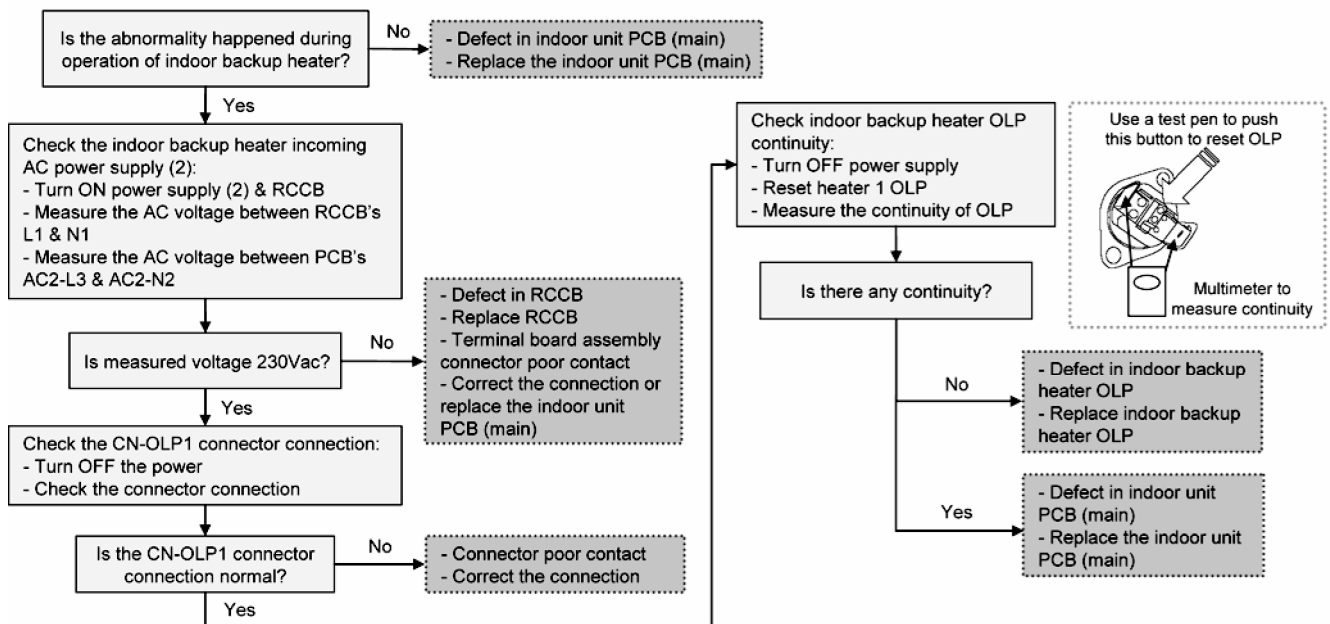 Is the abnormality happened during
operation of indoor backup heater?
No
- Defect in indoor unit PCB (main)
- Replace the indoor unit PCB (main)
Yes
Check the indoor backup heater incoming
AC power supply (2):
- Turn ON power supply (2) & RCCB
- Measure the AC voltage between RCCB's
L1 & N1
- Measure the AC voltage between PCB's
AC2-L3 & AC2-N2
Is measured voltage 230Vac?
No
- Defect in RCCB
- Replace RCCB
- Terminal board assembly
connector poor contact
- Correct the connection or
replace the indoor unit
PCB (main)
Yes
Check the CN-OLP1 connector connection:
- Turn OFF the power
- Check the connector connection
Is the CN-OLP1 connector
connection normal?
No
- Connector poor contact
- Correct the connection
Yes
Check indoor backup heater OLP
continuity:
- Turn OFF power supply
- Reset heater 1 OLP
- Measure the continuity of OLP
Use a test pen to push
this button to reset OLP
Multimeter to
measure continuity
Is there any continuity?
No
- Defect in indoor backup
heater OLP
- Replace indoor backup
heater OLP
Yes
- Defect in indoor unit
PCB (main)
- Replace the indoor unit
PCB (main)